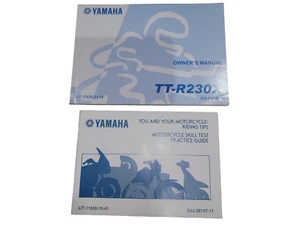 YAMAHA
OWNER'S MANUAL
TT-R230
YAMAHA
YOU AND YOUR MOTORCYCLE:
RIDING TIPS
MOTORCYCLE SKILL TEST
PRACTICE GUIDE